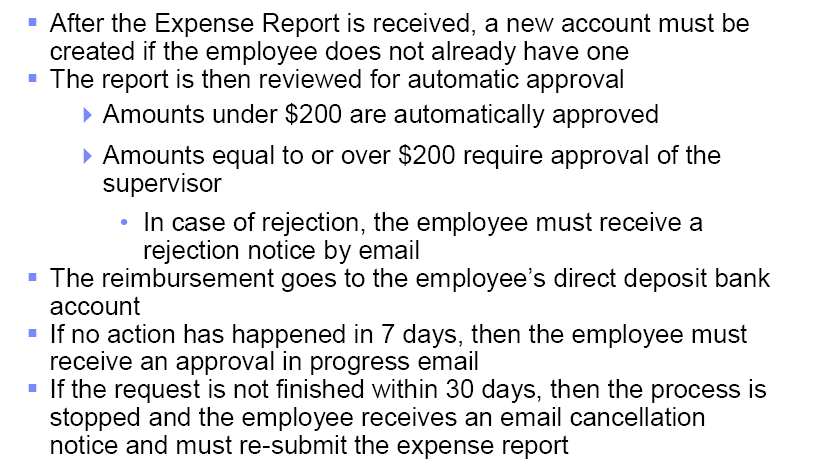 After the Expense Report is received, a new account must be
created if the employee does not already have one
The report is then reviewed for automatic approval
Amounts under $200 are automatically approved
Amounts equal to or over $200 require approval of the
supervisor
In case of rejection, the employee must receive a
rejection notice by email
The reimbursement goes to the employee’s direct deposit bank
account
If no action has happened in 7 days, then the employee must
receive an approval in progress email
If the request is not finished within 30 days, then the process is
stopped and the employee receives an email cancellation
notice and must re-submit the expense report